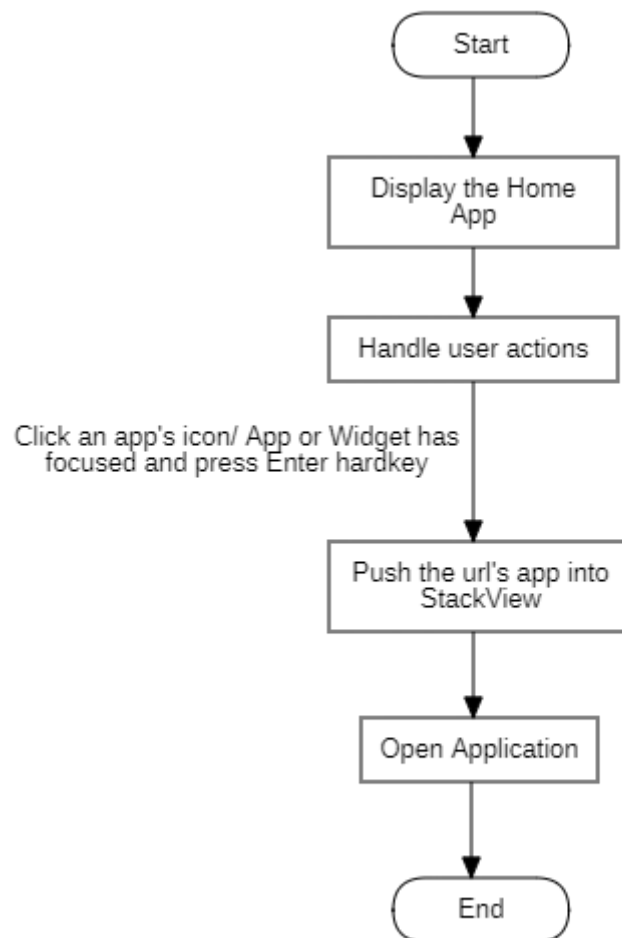 Start
Display the Home
App
Handle user actions
Click an app's icon/ App or Widget has
focused and press Enter hardkey
Push the url's app into
StackView
Open Application
End